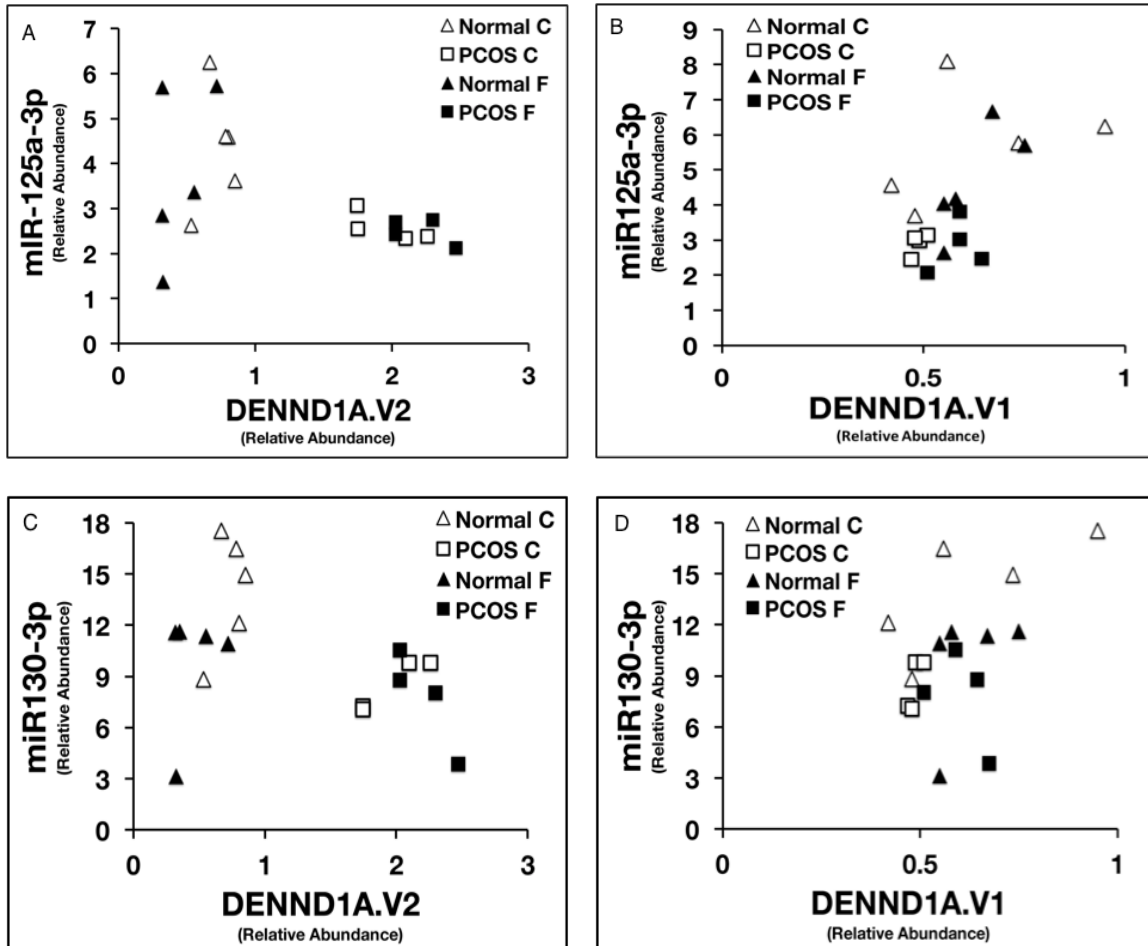 A
7
6
5
4
3
2
1
0
mIR-125a-3p
(Relative Abundance)
Normal C
PCOS C
Normal F
PCOS F
0 1 2 3
DENND1A.V2
(Relative Abundance)
B
9
8
7
6
5
4
3
2
1
0
miR125a-3p
(Relative Abundance)
Normal C
PCOS C
Normal F
PCOS F
0 0.5 1
DENND1A.V1
(Relative Abundance)
C
18
15
12
9
6
3
0
miR130-3p
(Relative Abundance)
Normal C
PCOS C
Normal F
PCOS F
0 1 2 3
DENND1A.V2
(Relative Abundance)
D
18
15
12
9
6
3
0
miR130-3p
(Relative Abundance)
Normal C
PCOS C
Normal F
PCOS F
0 0.5 1
DENND1A.V1
(Relative Abundance)